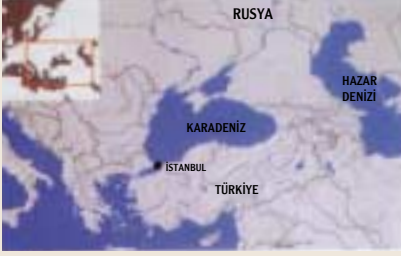 RUSYA
HAZAR
DENİZİ
KARADENİZ
İSTANBUL
TÜRKİYE